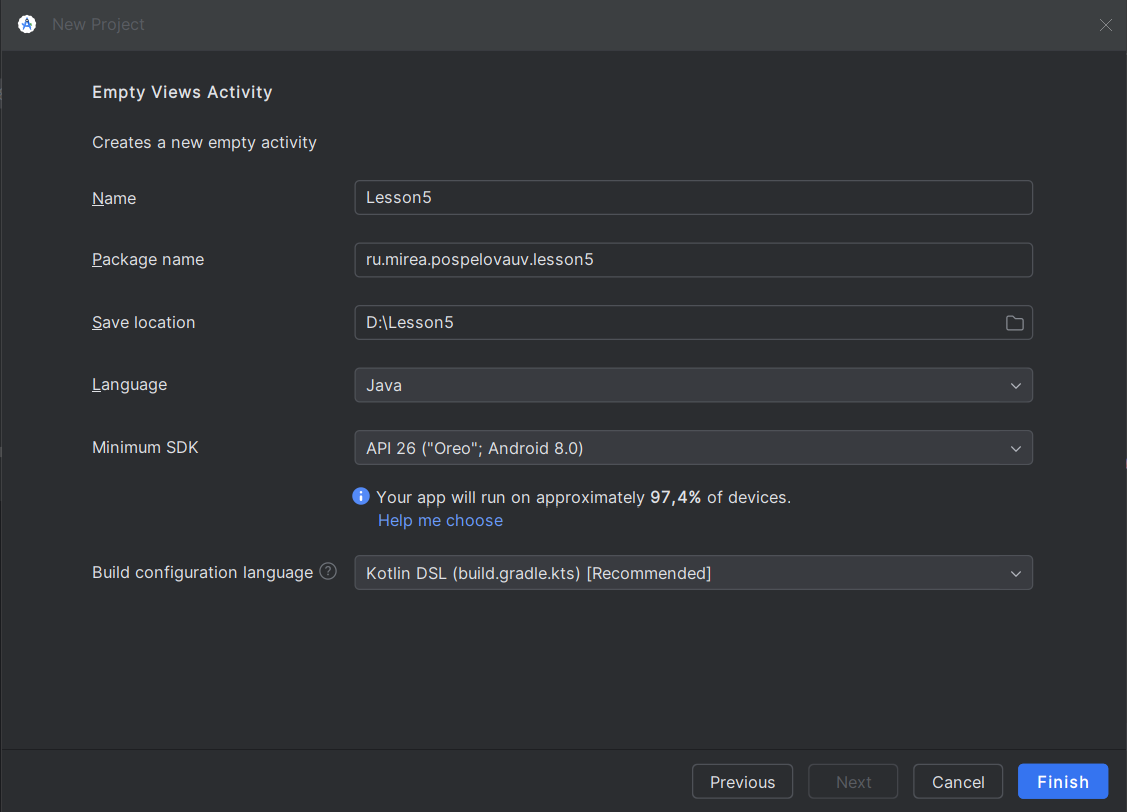 New Project
Empty Views Activity
Creates a new empty activity
Name Lesson5
Package name ru.mirea.pospelovauv.lesson5
Save location D:\Lesson5
Language Java
Minimum SDK API 26 ("Oreo"; Android 8.0)
Your app will run on approximately 97,4% of devices.
Help me choose
Build configuration language ? Kotlin DSL (build.gradle.kts) [Recommended]
Previous Next Cancel Finish